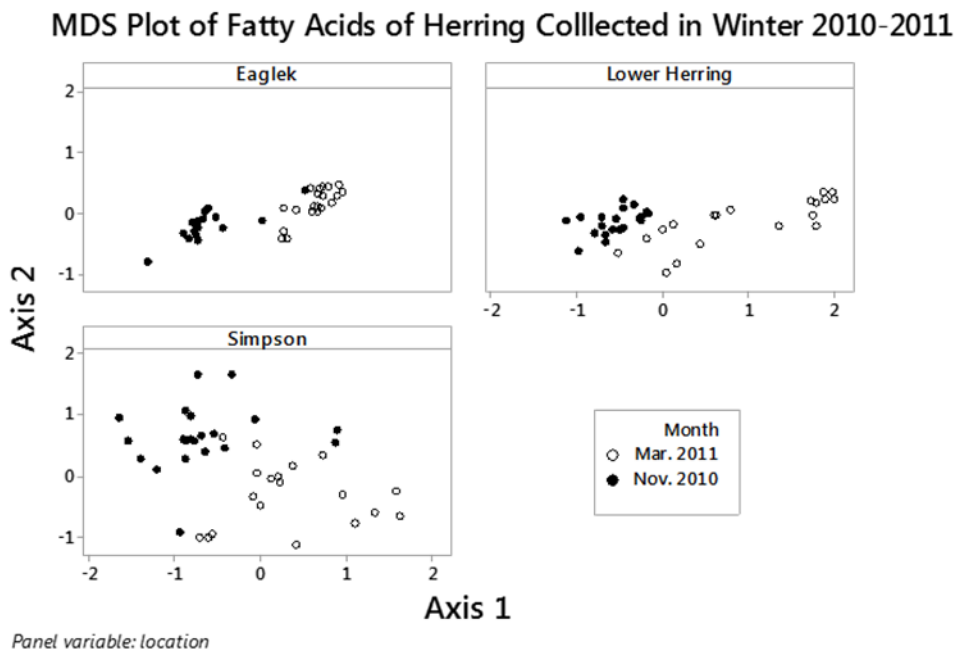 MDS Plot of Fatty Acids of Herring Colllected in Winter 2010-2011
Eaglek
Lower Herring
2
1
0
-1
-2 -1 0 1 2
Simpson
2
1
0
-1
-2 -1 0 1 2
Axis 2
Axis 1
Month
Mar. 2011
Nov. 2010
Panel variable: location